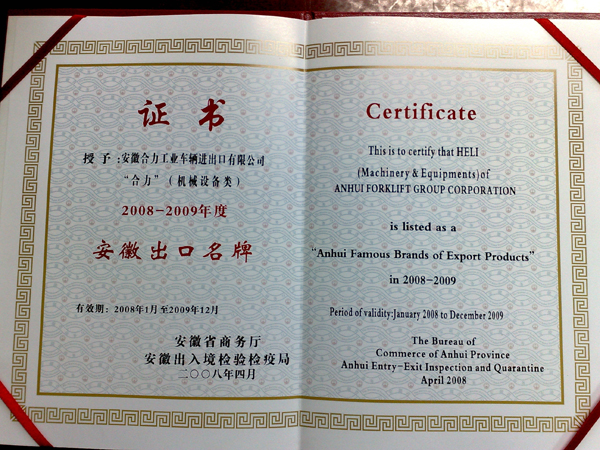 证书
授予：安徽合力工业车辆进出口有限公司
“合力”（机械设备类）
2008-2009年度
安徽出口名牌
有效期：2008年1月至2009年12月
安徽省商务厅
安徽出入境检验检疫局
二〇〇八年四月
Certificate
This is to certify that HELI
(Machinery & Equipments) of
ANHUI FORKLIFT GROUP CORPORATION
is listed as a
“Anhui Famous Brands of Export Products”
in 2008-2009
Period of validity:January 2008 to December 2009
The Bureau of
Commerce of Anhui Province
Anhui Entry-Exit Inspection and Quarantine
April 2008